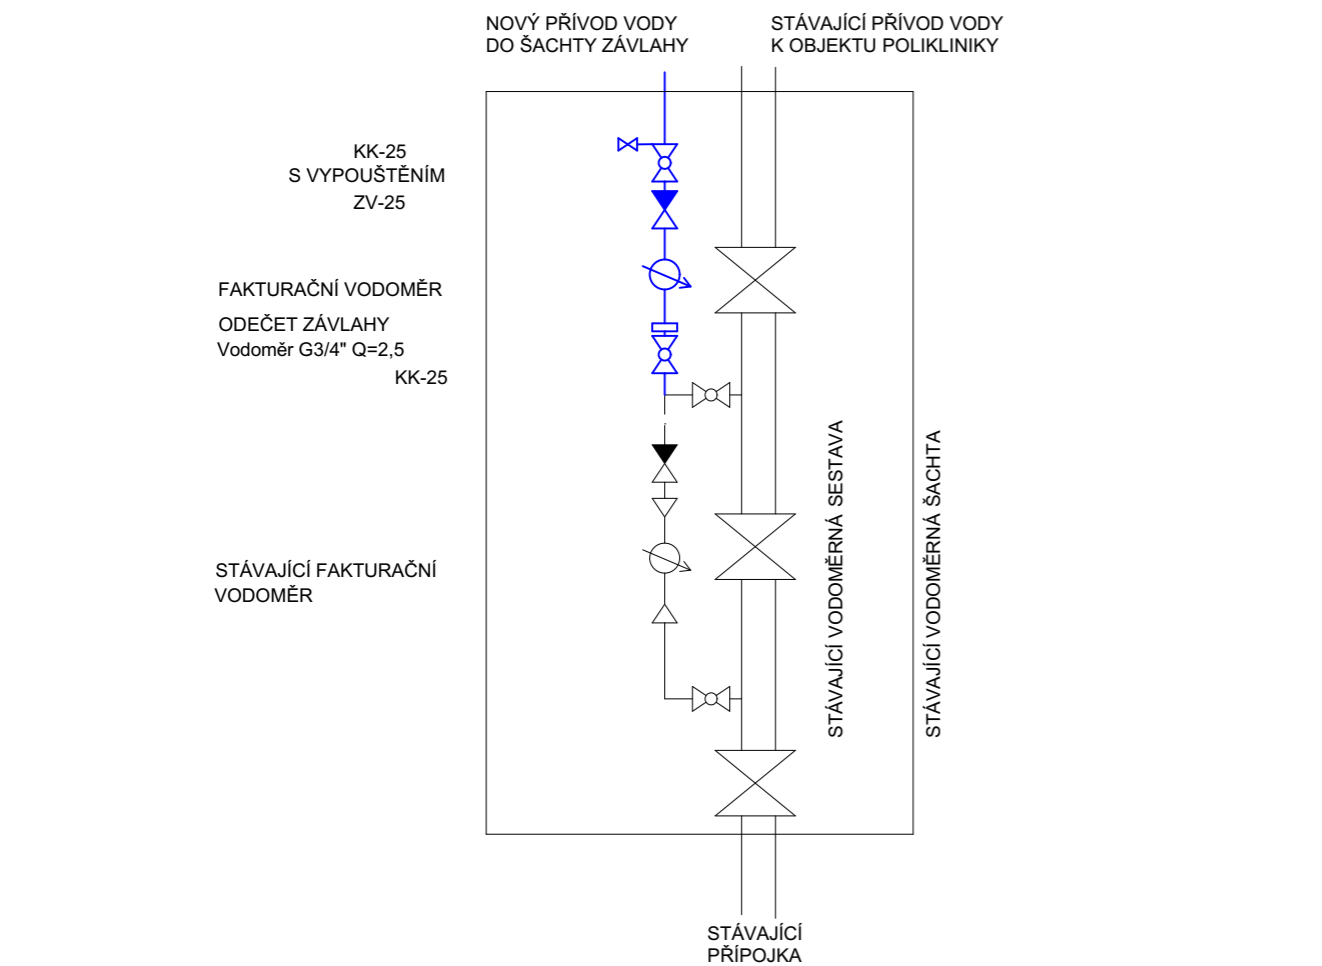 NOVÝ PŘÍVOD VODY
DO ŠACHTY ZÁVLAHY
STÁVAJÍCÍ PŘÍVOD VODY
K OBJEKTU POLIKLINIKY
KK-25
S VYPOUŠTĚNÍM
ZV-25
FAKTURAČNÍ VODOMĚR
ODEČET ZÁVLAHY
Vodoměr G3/4" Q=2,5
KK-25
STÁVAJÍCÍ FAKTURAČNÍ
VODOMĚR
STÁVAJÍCÍ VODOMĚRNÁ SESTAVA
STÁVAJÍCÍ VODOMĚRNÁ ŠACHTA
STÁVAJÍCÍ
PŘÍPOJKA